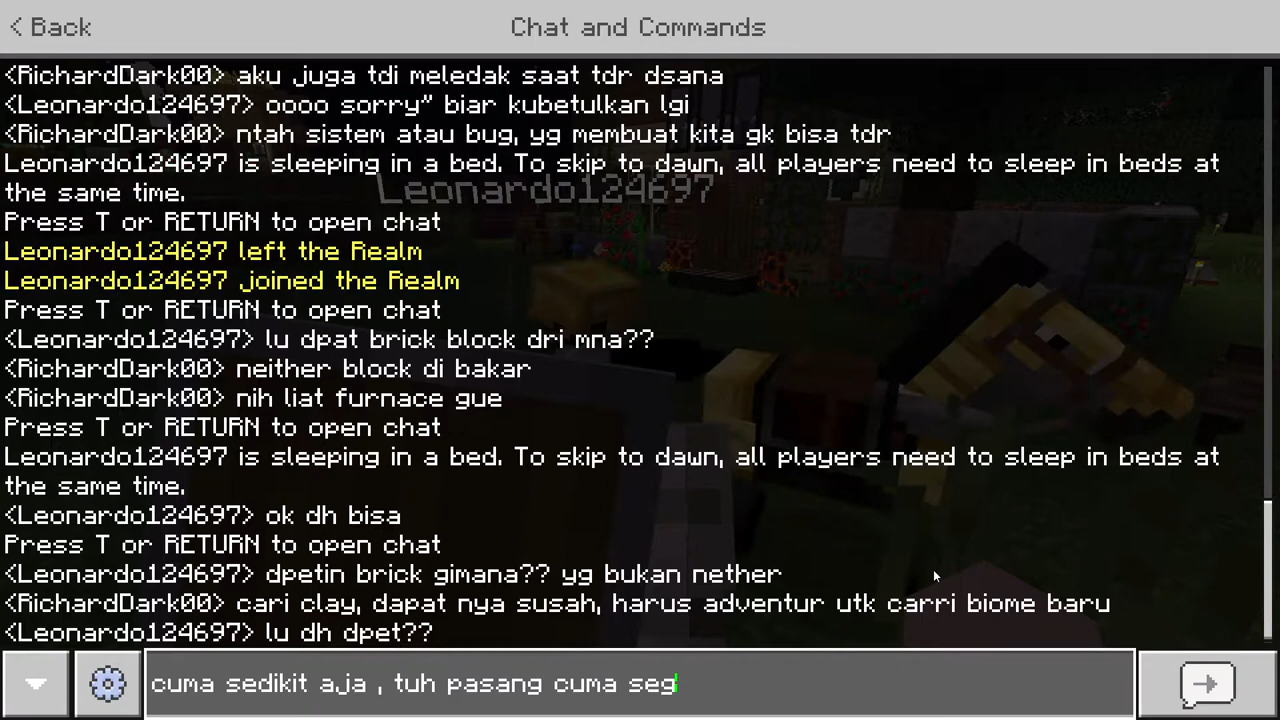 < Back
Chat and Commands
<RichardDark00> aku juga tdi meledak saat tdr dsana
<Leonardo124697> oooo sorry" biar kubetulkan lgi
<RichardDark00> ntah sistem atau bug, yg membuat kita gk bisa tdr
Leonardo124697 is sleeping in a bed. To skip to dawn, all players need to sleep in beds at
the same time.
Leonardo124697
Press T or RETURN to open chat
Leonardo124697 left the Realm
Leonardo124697 joined the Realm
Press T or RETURN to open chat
<Leonardo124697> lu dpat brick block dri mna??
<RichardDark00> neither block di bakar
<RichardDark00> nih liat furnace gue
Press T or RETURN to open chat
Leonardo124697 is sleeping in a bed. To skip to dawn, all players need to sleep in beds at
the same time.
<Leonardo124697> ok dh bisa
Press T or RETURN to open chat
<Leonardo124697> dpetin brick gimana?? yg bukan nether
<RichardDark00> cari clay, dapat nya susah, harus adventur utk carri biome baru
<Leonardo124697> lu dh dpet??
cuma sedikit aja , tuh pasang cuma seg